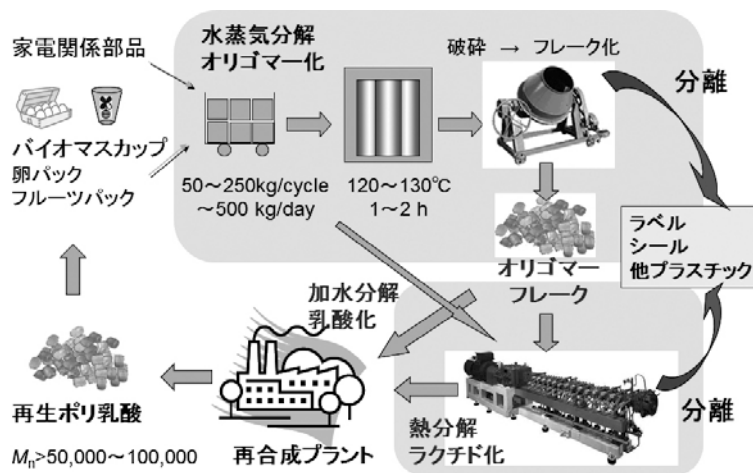 家電関係部品
バイオマスカップ
卵パック
フルーツパック
水蒸気分解
オリゴマー化
50～250kg/cycle
～500 kg/day
120～130℃
1～2 h
破砕 → フレーク化
分離
オリゴマー
フレーク
ラベル
シール
他プラスチック
加水分解
乳酸化
熱分解
ラクチド化
分離
再合成プラント
再生ポリ乳酸
Mn>50,000～100,000